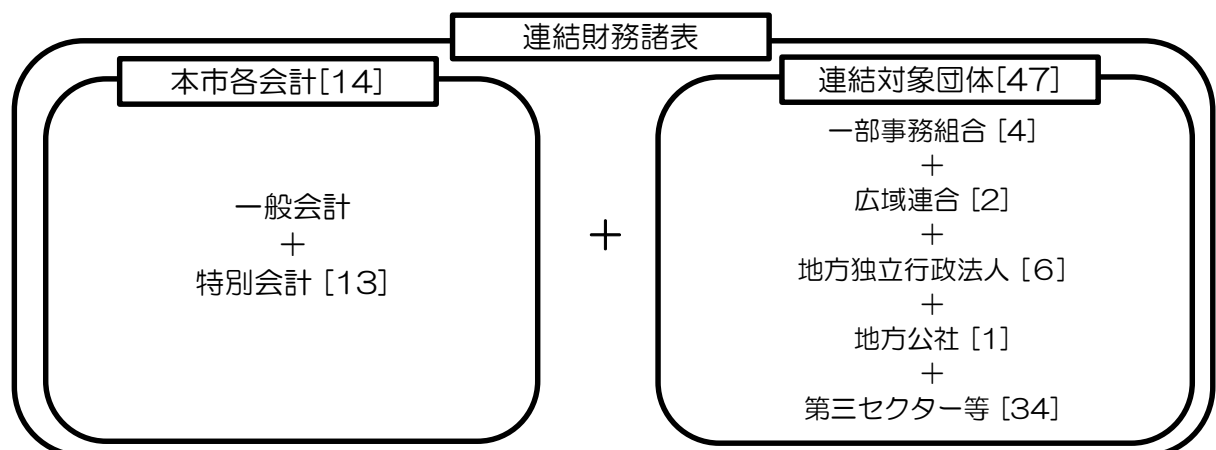 連結財務諸表
本市各会計[14]
一般会計
＋
特別会計 [13]
＋
連結対象団体[47]
一部事務組合 [4]
＋
広域連合 [2]
＋
地方独立行政法人 [6]
＋
地方公社 [1]
＋
第三セクター等 [34]